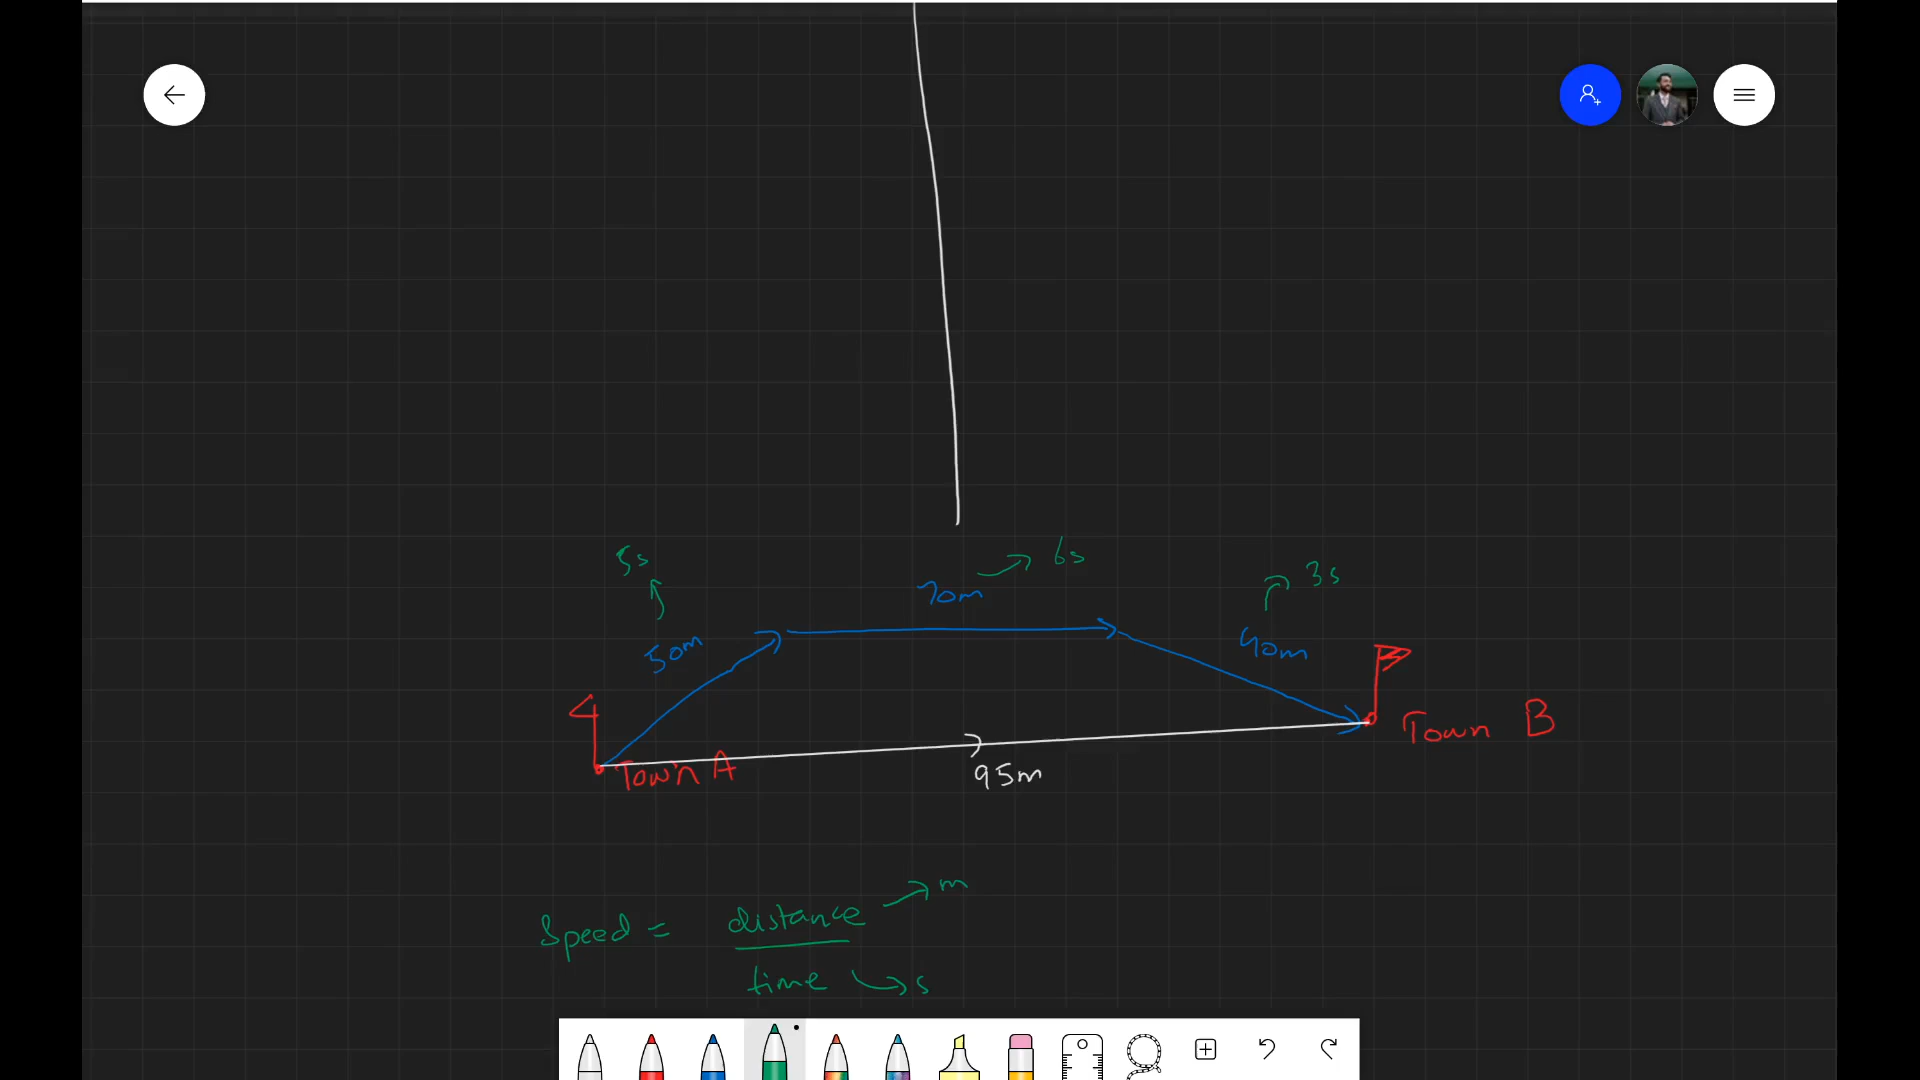 5s
6s
70m
3s
50m
40m
Town B
Town A
95m
Speed = distance → m
time → s